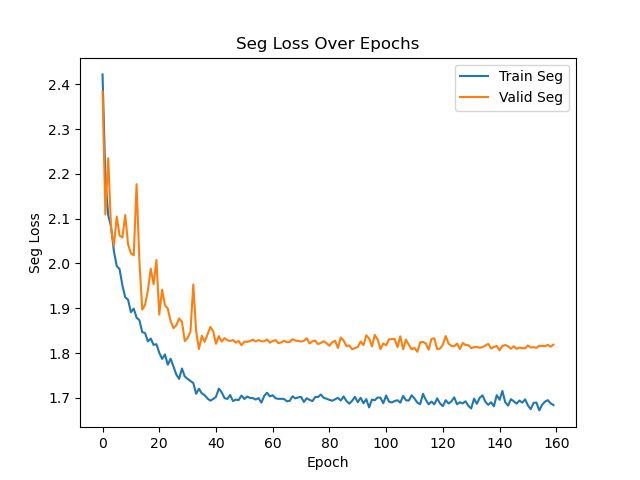 Seg Loss Over Epochs
Train Seg
Valid Seg
2.4
2.3
2.2
2.1
2.0
1.9
1.8
1.7
Seg Loss
0 20 40 60 80 100 120 140 160
Epoch